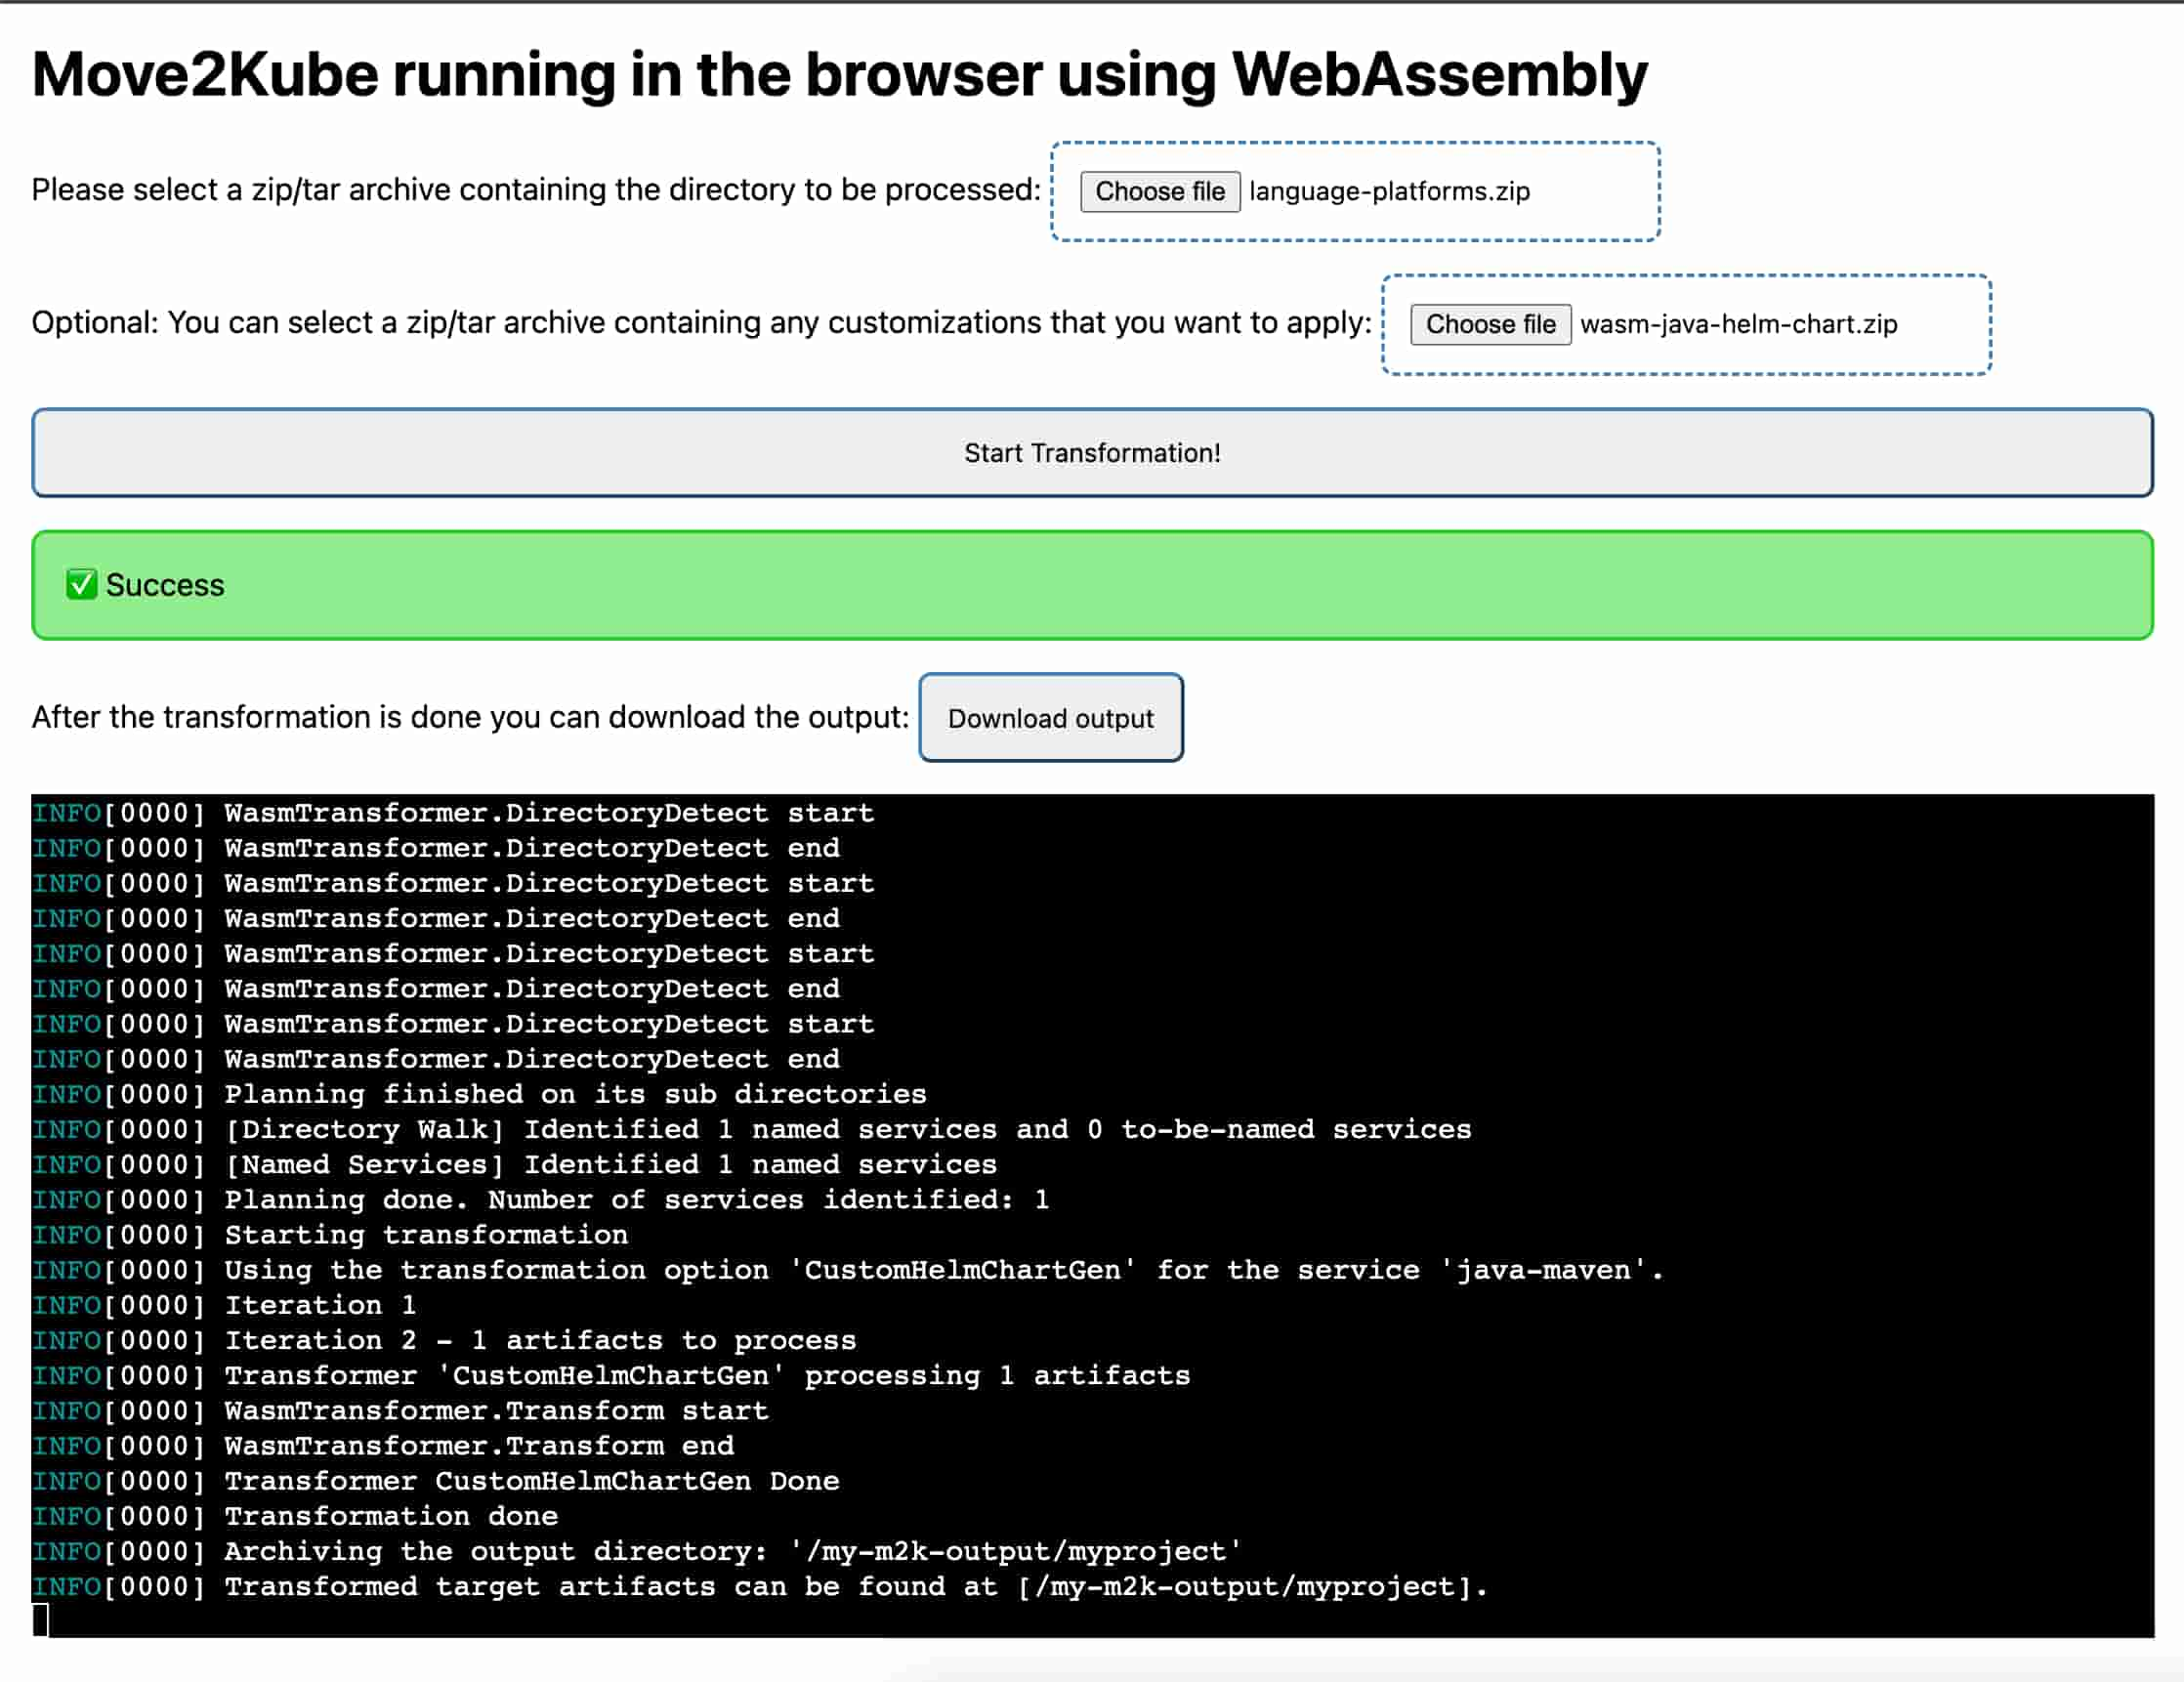 Move2Kube running in the browser using WebAssembly
Please select a zip/tar archive containing the directory to be processed: Choose file language-platforms.zip
Optional: You can select a zip/tar archive containing any customizations that you want to apply: Choose file wasm-java-helm-chart.zip
Start Transformation!
✅ Success
After the transformation is done you can download the output: Download output
INFO[0000] WasmTransformer.DirectoryDetect start
INFO[0000] WasmTransformer.DirectoryDetect end
INFO[0000] WasmTransformer.DirectoryDetect start
INFO[0000] WasmTransformer.DirectoryDetect end
INFO[0000] WasmTransformer.DirectoryDetect start
INFO[0000] WasmTransformer.DirectoryDetect end
INFO[0000] WasmTransformer.DirectoryDetect start
INFO[0000] WasmTransformer.DirectoryDetect end
INFO[0000] Planning finished on its sub directories
INFO[0000] [Directory Walk] Identified 1 named services and 0 to-be-named services
INFO[0000] [Named Services] Identified 1 named services
INFO[0000] Planning done. Number of services identified: 1
INFO[0000] Starting transformation
INFO[0000] Using the transformation option 'CustomHelmChartGen' for the service 'java-maven'.
INFO[0000] Iteration 1
INFO[0000] Iteration 2 - 1 artifacts to process
INFO[0000] Transformer 'CustomHelmChartGen' processing 1 artifacts
INFO[0000] WasmTransformer.Transform start
INFO[0000] WasmTransformer.Transform end
INFO[0000] Transformer CustomHelmChartGen Done
INFO[0000] Transformation done
INFO[0000] Archiving the output directory: '/my-m2k-output/myproject'
INFO[0000] Transformed target artifacts can be found at [/my-m2k-output/myproject].